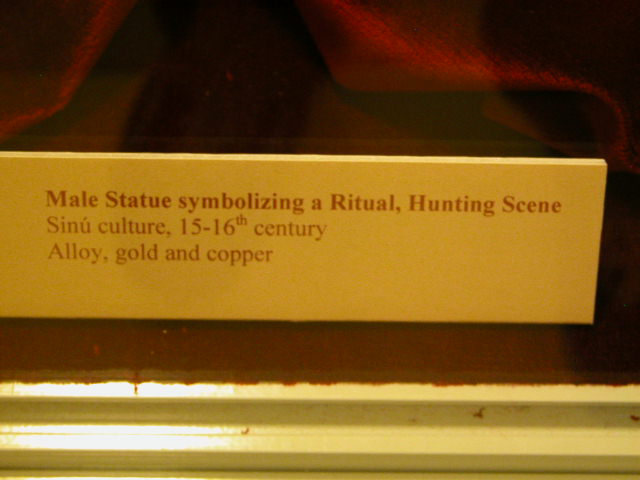 Male Statue symbolizing a Ritual, Hunting Scene
Sinú culture, 15-16th century
Alloy, gold and copper